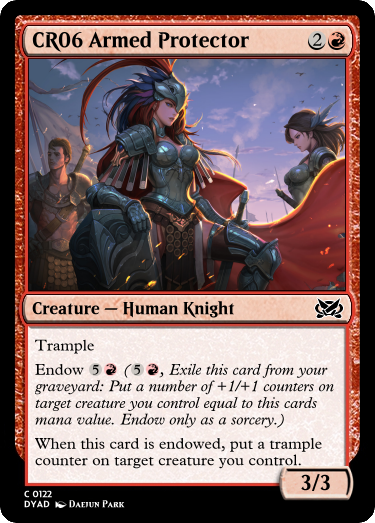 CR06 Armed Protector 2
Creature — Human Knight
Trample
Endow 5 (5, Exile this card from your
graveyard: Put a number of +1/+1 counters on
target creature you control equal to this cards
mana value. Endow only as a sorcery.)
When this card is endowed, put a trample
counter on target creature you control.
3/3
C 0122
DYAD Daejun Park